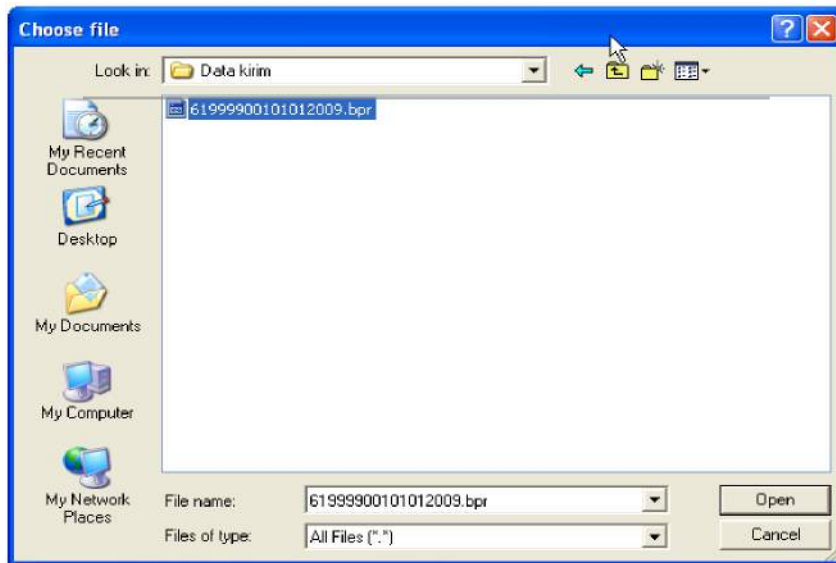 Choose file
Look in:
Data kirim
61999900101012009.bpr
My Recent
Documents
Desktop
My Documents
My Computer
My Network
Places
File name:
61999900101012009.bpr
Open
Files of type:
All Files (*.*)
Cancel